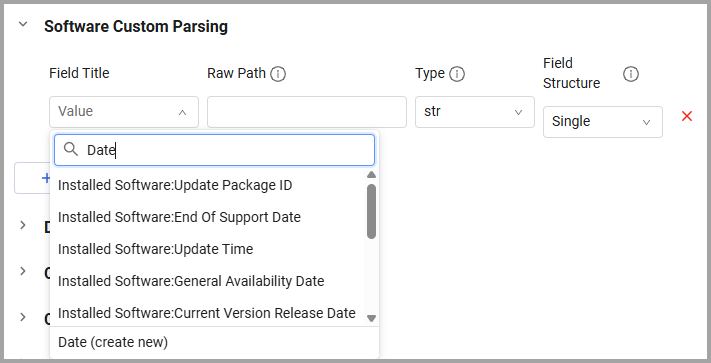 Software Custom Parsing
Field Title
Raw Path
Type
Field Structure
Value
str
Single
Date
Installed Software:Update Package ID
Installed Software:End Of Support Date
Installed Software:Update Time
Installed Software:General Availability Date
Installed Software:Current Version Release Date
Date (create new)